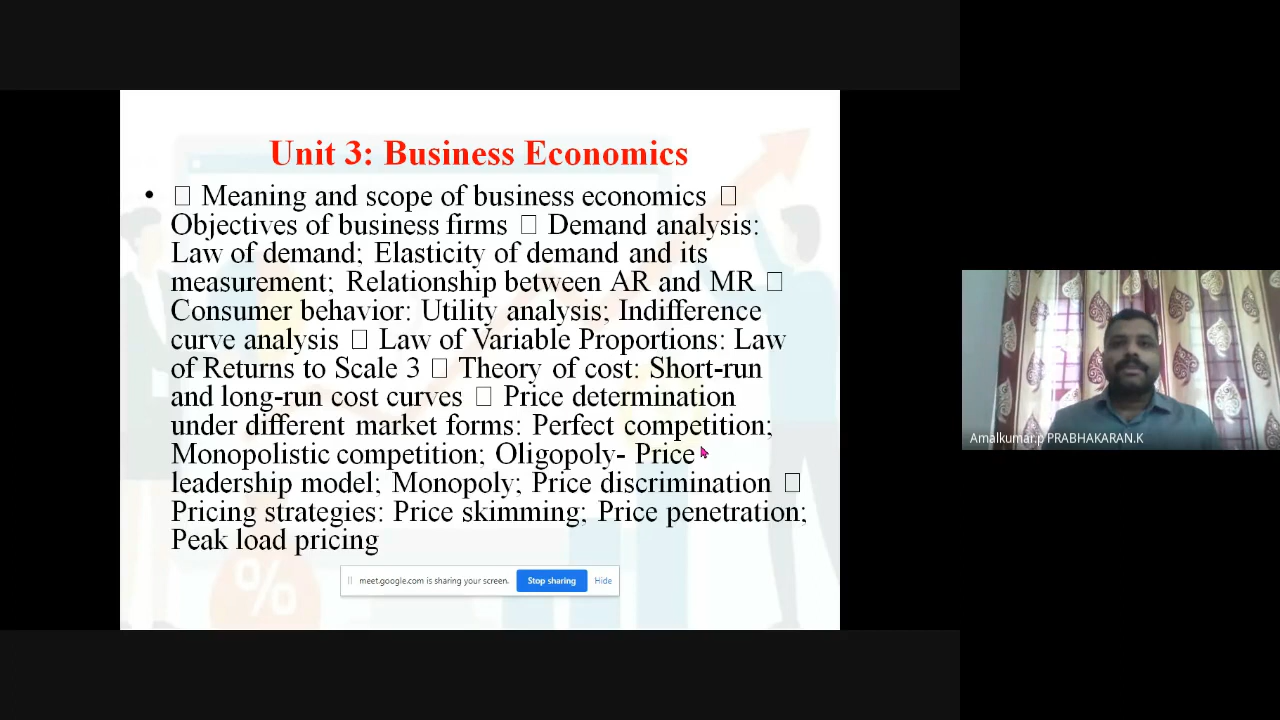 Unit 3: Business Economics
• □ Meaning and scope of business economics □
Objectives of business firms □ Demand analysis:
Law of demand; Elasticity of demand and its
measurement; Relationship between AR and MR □
Consumer behavior: Utility analysis; Indifference
curve analysis □ Law of Variable Proportions: Law
of Returns to Scale 3 □ Theory of cost: Short-run
and long-run cost curves □ Price determination
under different market forms: Perfect competition;
Monopolistic competition; Oligopoly- Price
leadership model; Monopoly; Price discrimination □
Pricing strategies: Price skimming; Price penetration;
Peak load pricing
%
meet.google.com is sharing your screen. Stop sharing Hide
Amalkumar.p PRABHAKARAN.K